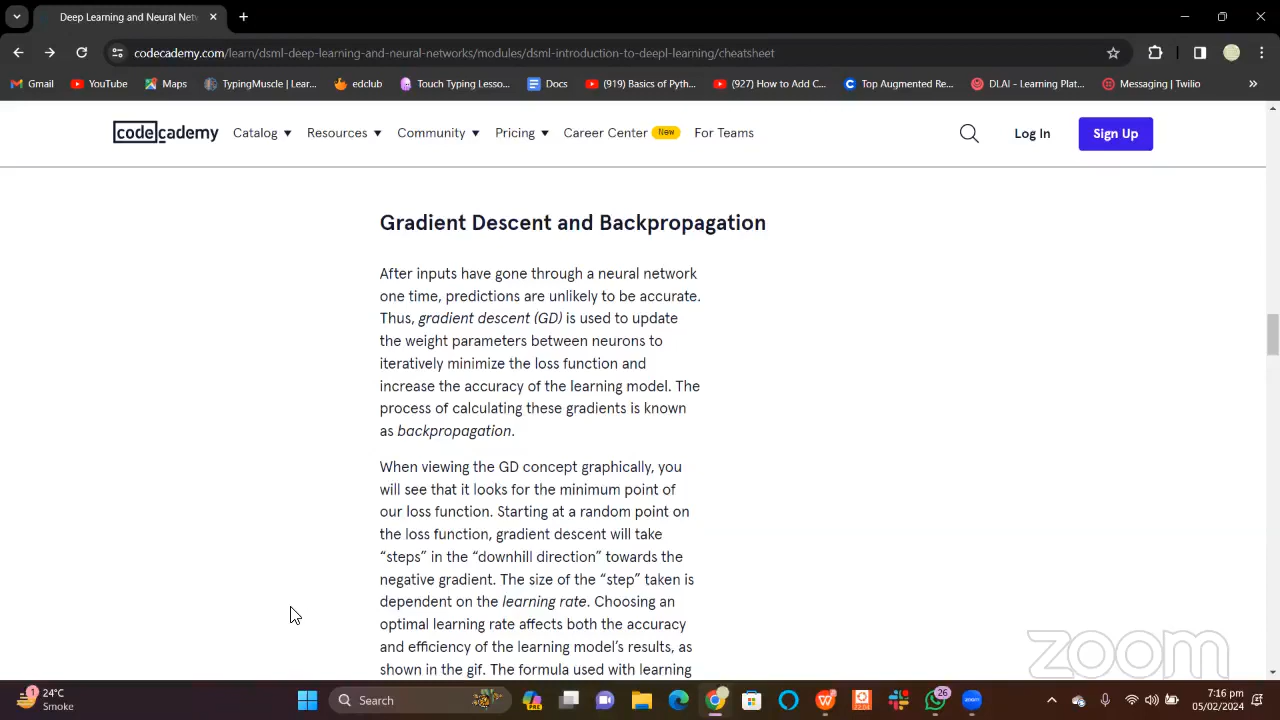 Deep Learning and Neural Netw
codecademy.com/learn/dsml-deep-learning-and-neural-networks/modules/dsml-introduction-to-deepl-learning/cheatsheet
Gmail YouTube Maps TypingMuscle | Lear... edclub Touch Typing Lesso... Docs (919) Basics of Pyth... (927) How to Add C... Top Augmented Rea... DLAI - Learning Plat... Messaging | Twilio
codecademy Catalog Resources Community Pricing Career Center New For Teams Log In Sign Up
Gradient Descent and Backpropagation
After inputs have gone through a neural network
one time, predictions are unlikely to be accurate.
Thus, gradient descent (GD) is used to update
the weight parameters between neurons to
iteratively minimize the loss function and
increase the accuracy of the learning model. The
process of calculating these gradients is known
as backpropagation.
When viewing the GD concept graphically, you
will see that it looks for the minimum point of
our loss function. Starting at a random point on
the loss function, gradient descent will take
“steps” in the “downhill direction” towards the
negative gradient. The size of the “step” taken is
dependent on the learning rate. Choosing an
optimal learning rate affects both the accuracy
and efficiency of the learning model’s results, as
shown in the gif. The formula used with learning
zoom
1 24°C
Smoke
Search
26
7:16 pm
05/02/2024